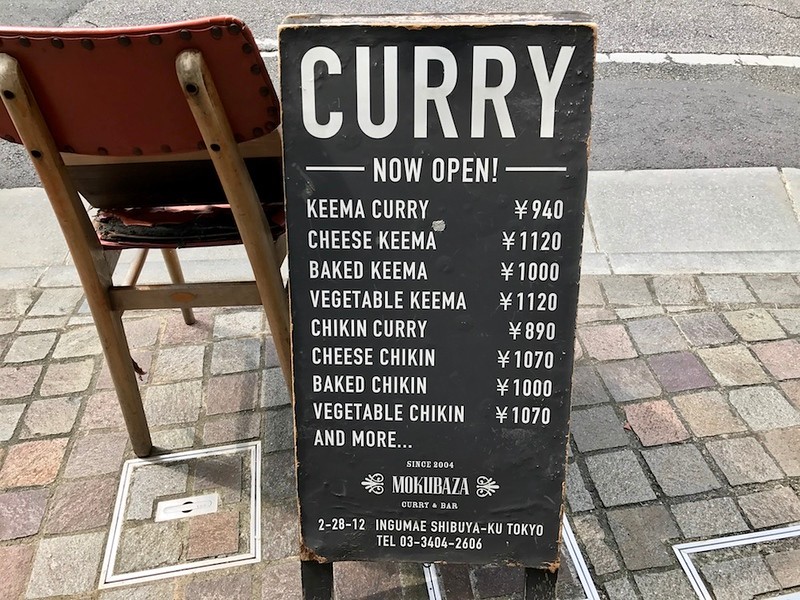 CURRY
NOW OPEN!
KEEMA CURRY ¥940
CHEESE KEEMA ¥1120
BAKED KEEMA ¥1000
VEGETABLE KEEMA ¥1120
CHIKIN CURRY ¥890
CHEESE CHIKIN ¥1070
BAKED CHIKIN ¥1000
VEGETABLE CHIKIN ¥1070
AND MORE...
SINCE 2004
MOKUBAZA
CURRY & BAR
2-28-12 INGUMAE SHIBUYA-KU TOKYO
TEL 03-3404-2606